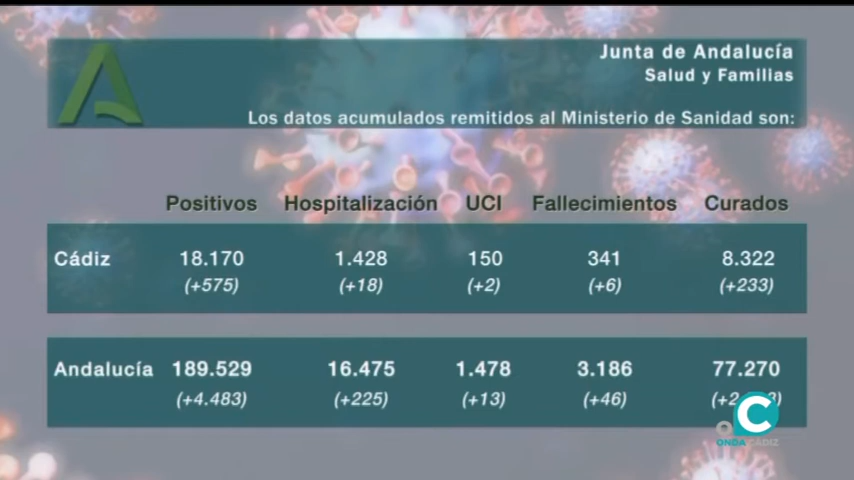 Junta de Andalucía
Salud y Familias
Los datos acumulados remitidos al Ministerio de Sanidad son:
Positivos Hospitalización UCI Fallecimientos Curados
Cádiz 18.170 1.428 150 341 8.322
(+575) (+18) (+2) (+6) (+233)
Andalucía 189.529 16.475 1.478 3.186 77.270
(+4.483) (+225) (+13) (+46)
C
ONDA CÁDIZ